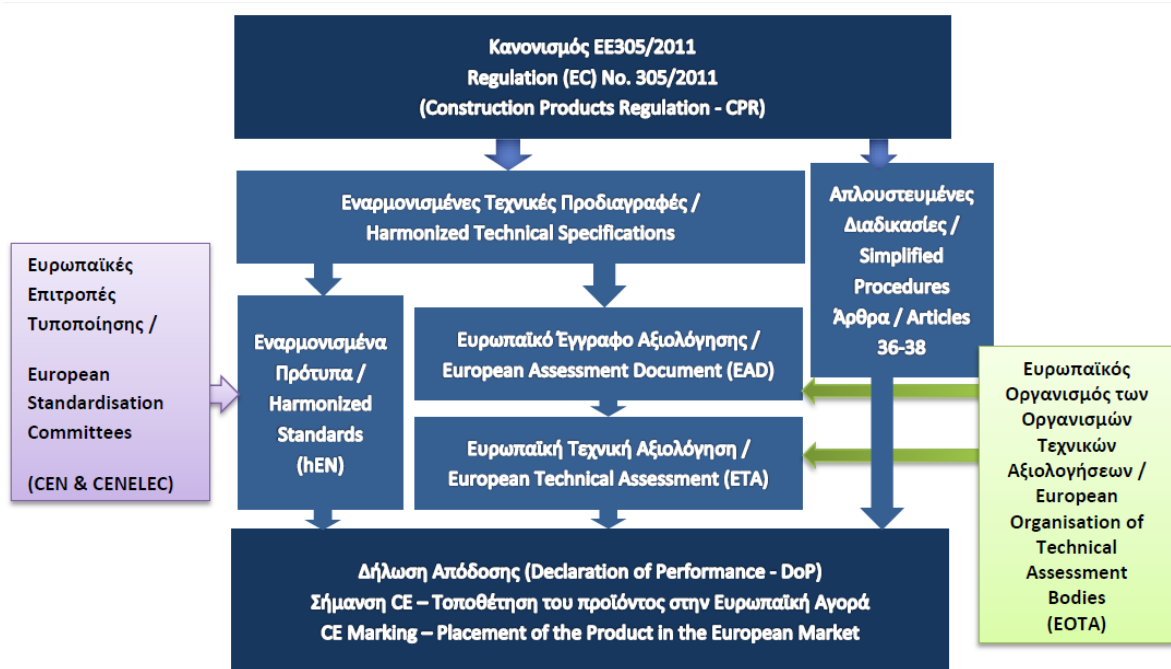 Κανονισμός ΕΕ305/2011
Regulation (EC) No. 305/2011
(Construction Products Regulation - CPR)
Εναρμονισμένες Τεχνικές Προδιαγραφές /
Harmonized Technical Specifications
Απλουστευμένες
Διαδικασίες /
Simplified
Procedures
Άρθρα / Articles
36-38
Ευρωπαϊκές
Επιτροπές
Τυποποίησης /
European
Standardisation
Committees
(CEN & CENELEC)
Εναρμονισμένα
Πρότυπα /
Harmonized
Standards
(hEN)
Ευρωπαϊκό Έγγραφο Αξιολόγησης /
European Assessment Document (EAD)
Ευρωπαϊκή Τεχνική Αξιολόγηση /
European Technical Assessment (ETA)
Ευρωπαϊκός
Οργανισμός των
Οργανισμών
Τεχνικών
Αξιολογήσεων /
European
Organisation of
Technical
Assessment
Bodies
(EOTA)
Δήλωση Απόδοσης (Declaration of Performance - DoP)
Σήμανση CE – Τοποθέτηση του προϊόντος στην Ευρωπαϊκή Αγορά
CE Marking – Placement of the Product in the European Market